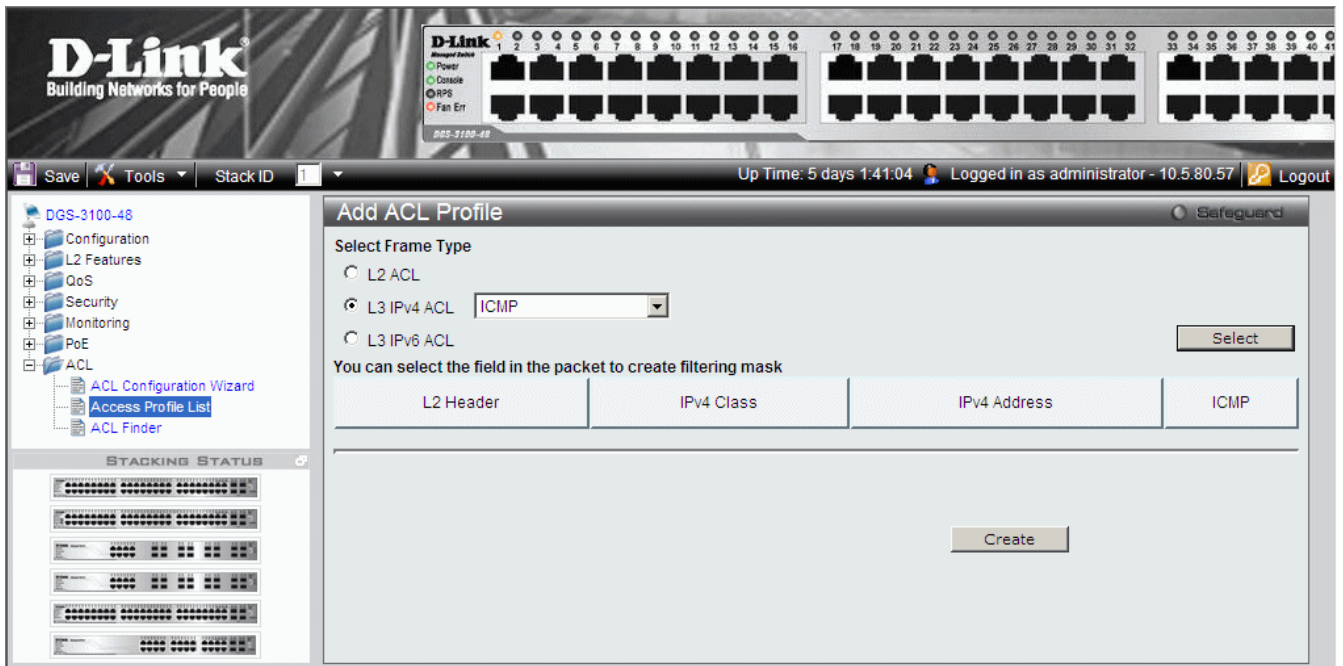 D-Link
Building Networks for People
D-Link
Managed Switch
Power
Console
RPS
Fan Err
DGS-3100-48
1 2 3 4 5 6 7 8 9 10 11 12 13 14 15 16
17 18 19 20 21 22 23 24 25 26 27 28 29 30 31 32
33 34 35 36 37 38 39 40 41
Save
Tools
Stack ID
1
Up Time: 5 days 1:41:04
Logged in as administrator - 10.5.80.57
Logout
DGS-3100-48
Configuration
L2 Features
QoS
Security
Monitoring
PoE
ACL
ACL Configuration Wizard
Access Profile List
ACL Finder
STACKING STATUS
Add ACL Profile
Safeguard
Select Frame Type
L2 ACL
L3 IPv4 ACL
ICMP
L3 IPv6 ACL
Select
You can select the field in the packet to create filtering mask
L2 Header
IPv4 Class
IPv4 Address
ICMP
Create